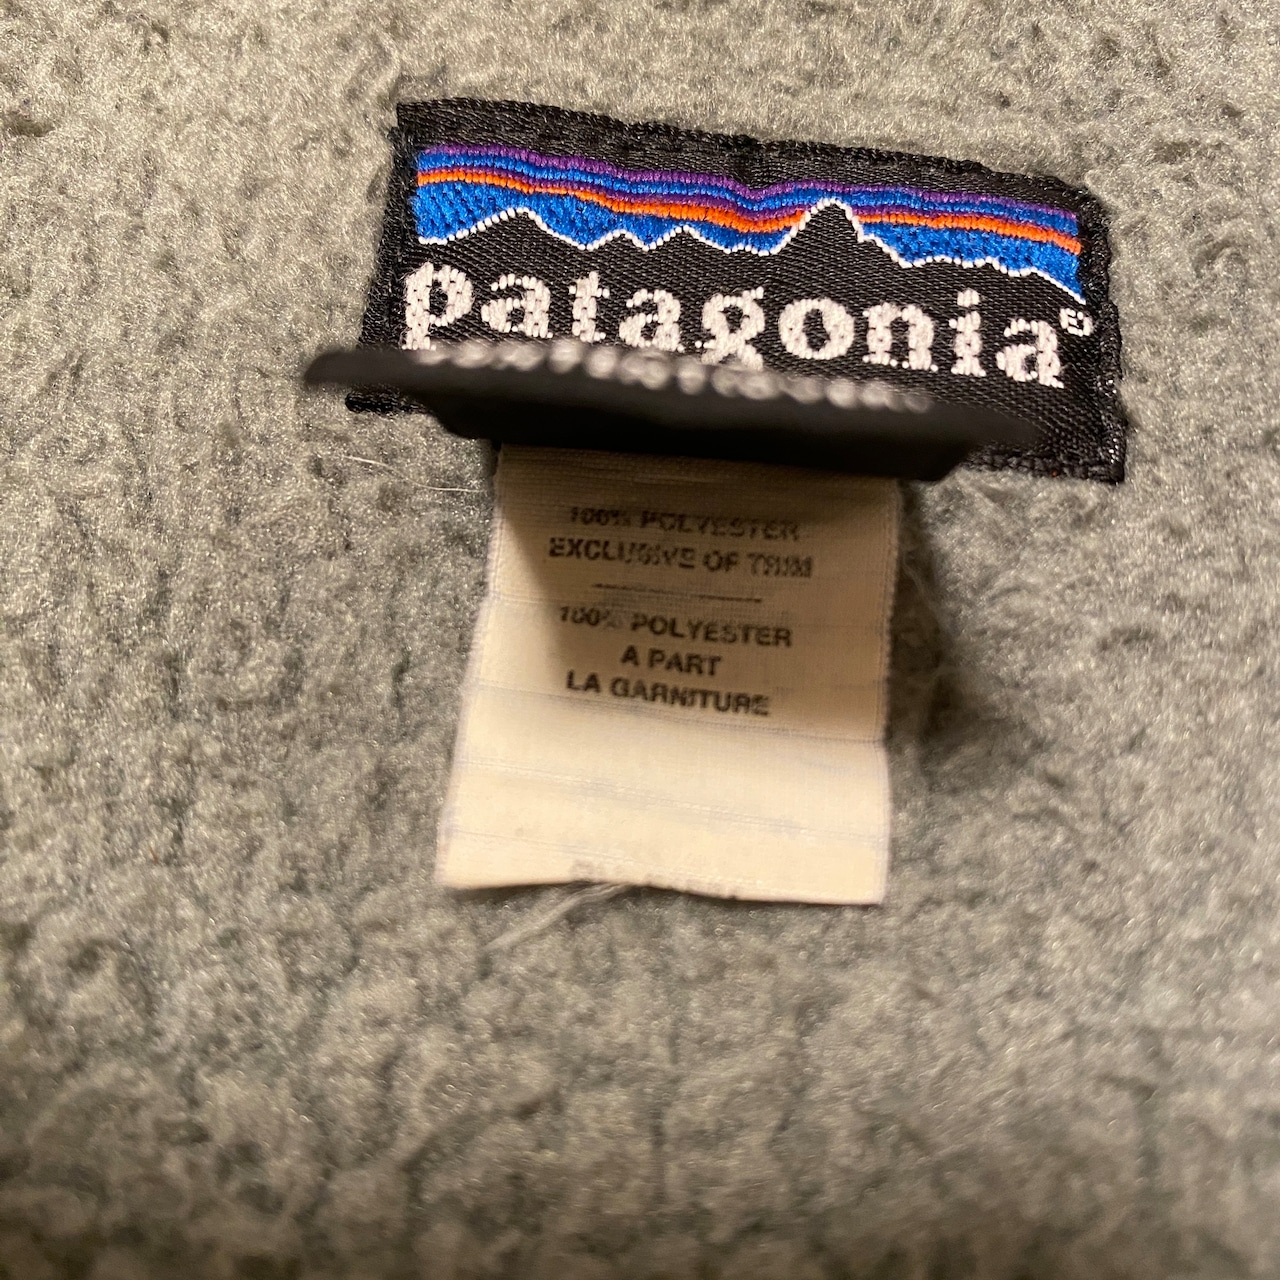 patagonia®
100% POLYESTER
EXCLUSIVE OF TRIM
100% POLYESTER
A PART
LA GARNITURE